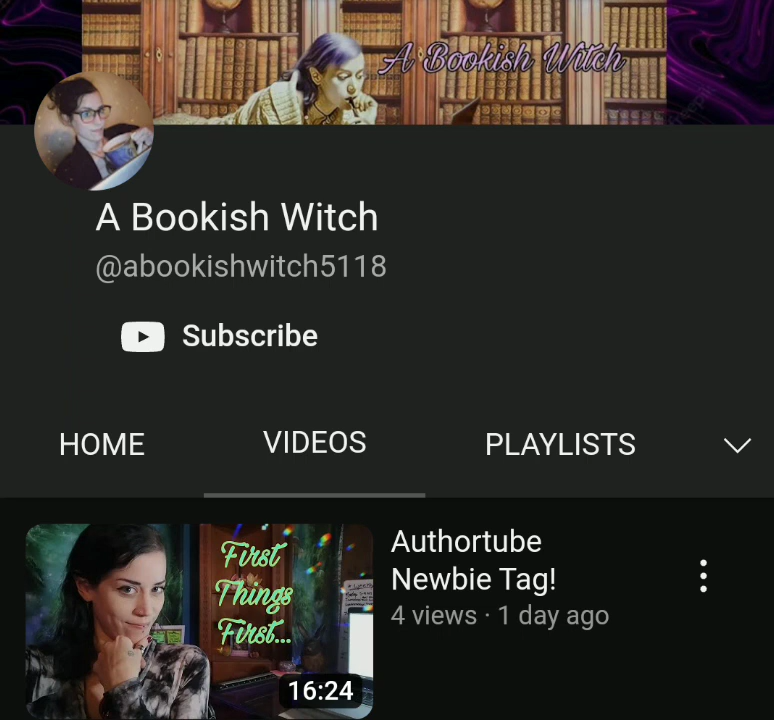 A Bookish Witch
A Bookish Witch
@abookishwitch5118
Subscribe
HOME
VIDEOS
PLAYLISTS
First
Things
First...
16:24
Authortube
Newbie Tag!
4 views · 1 day ago